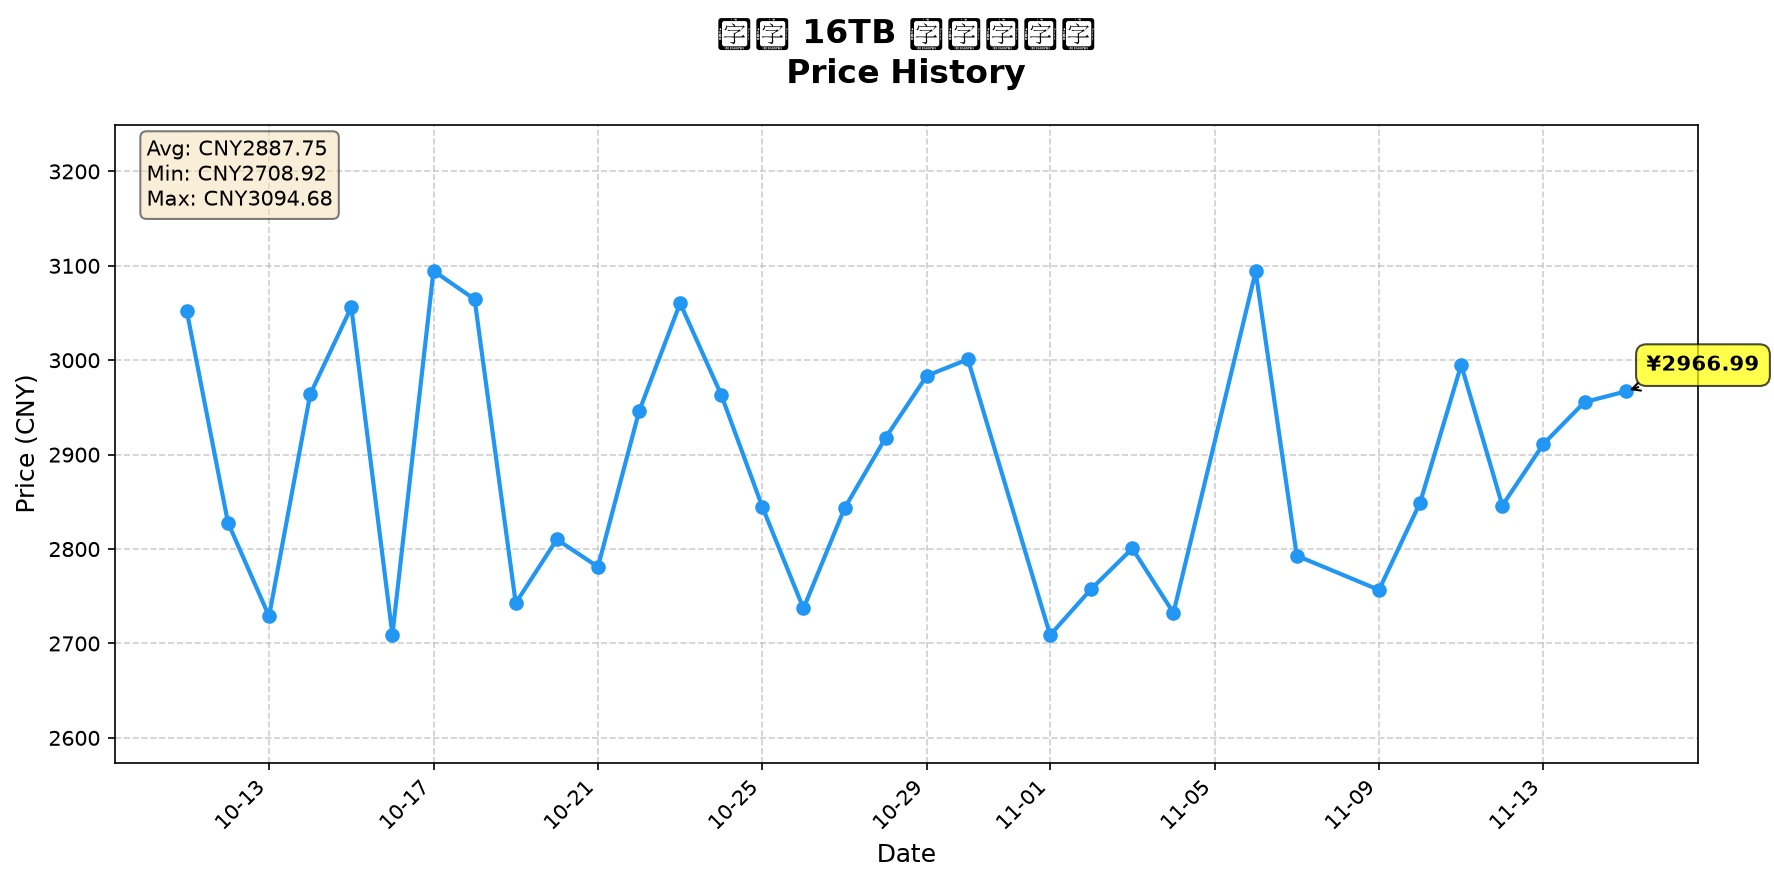 16TB
Price History
Avg: CNY2887.75
Min: CNY2708.92
Max: CNY3094.68
3200
3100
3000
2900
2800
2700
2600
Price (CNY)
¥2966.99
10-13
10-17
10-21
10-25
10-29
11-01
11-05
11-09
11-13
Date